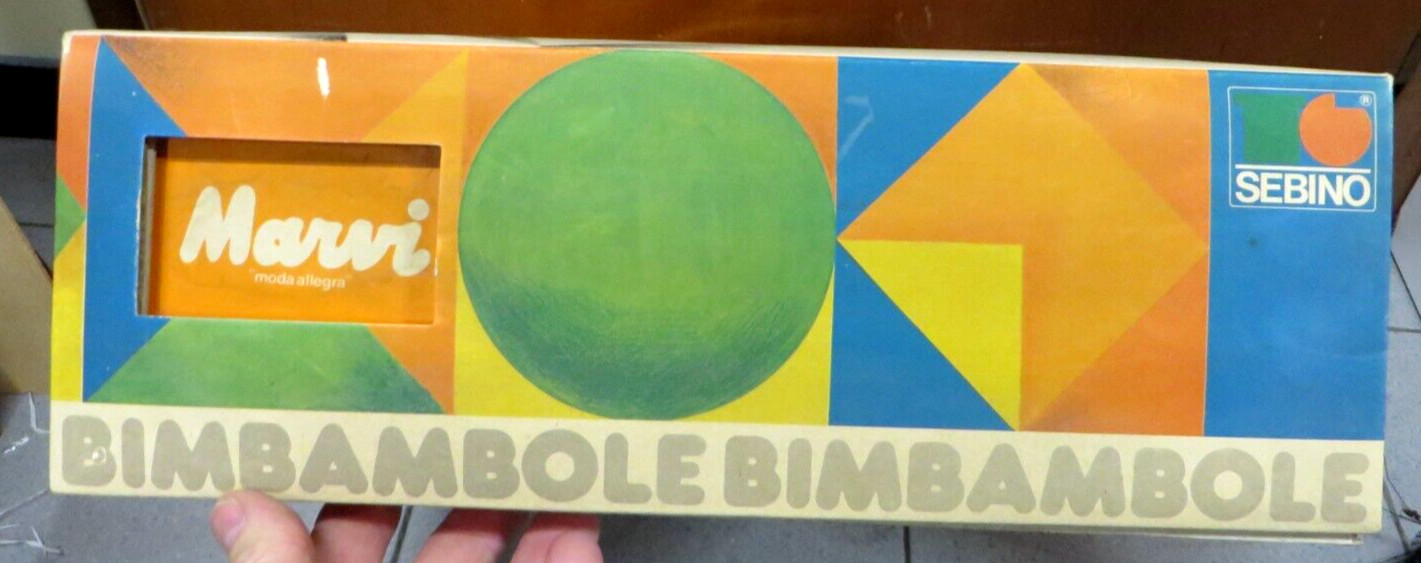 Marvi
"moda allegra"
®
SEBINO
BIMBAMBOLE BIMBAMBOLE